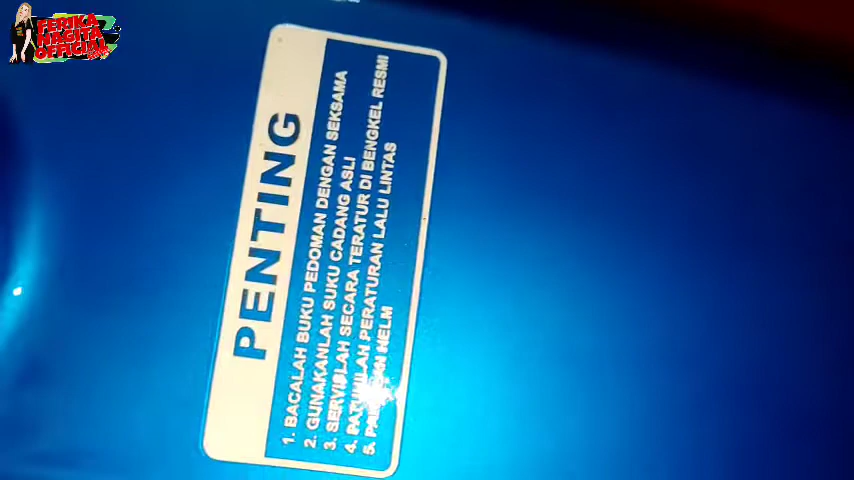 FERIKA
NAGITA
OFFICIAL
PENTING
1. BACALAH BUKU PEDOMAN DENGAN SEKSAMA
2. GUNAKANLAH SUKU CADANG ASLI
3. SERVISLAH SECARA TERATUR DI BENGKEL RESMI
4. PATUHILAH PERATURAN LALU LINTAS
5. HELM